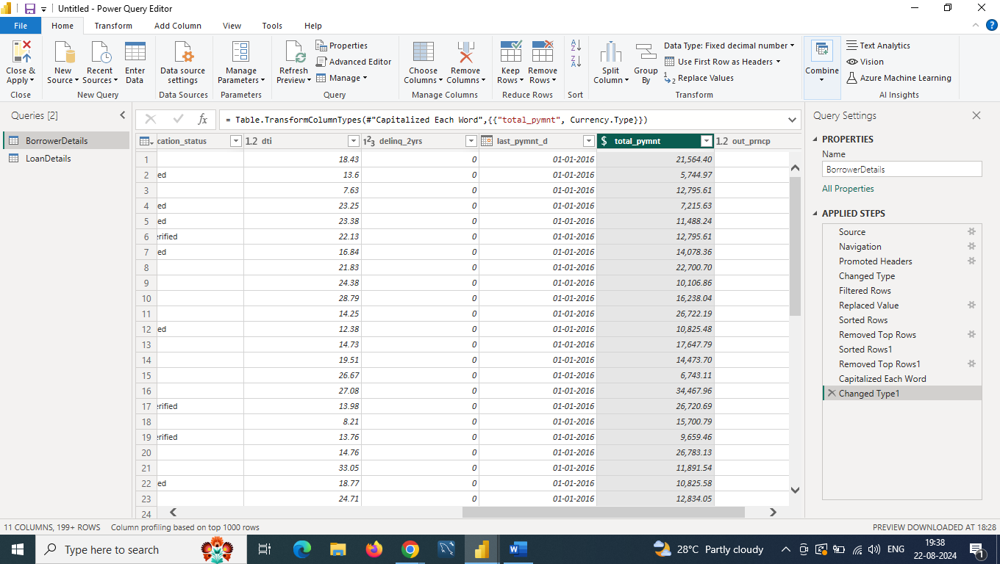 Untitled - Power Query Editor
File Home Transform Add Column View Tools Help
Close & Apply
Close
New Source
Recent Sources
Enter Data
New Query
Data source settings
Data Sources
Manage Parameters
Parameters
Refresh Preview
Properties
Advanced Editor
Manage
Query
Choose Columns
Remove Columns
Manage Columns
Keep Rows
Remove Rows
Reduce Rows
Sort
Split Column
Group By
Data Type: Fixed decimal number
Use First Row as Headers
Replace Values
Transform
Combine
Text Analytics
Vision
Azure Machine Learning
AI Insights
Queries [2]
BorrowerDetails
LoanDetails
fx = Table.TransformColumnTypes(#"Capitalized Each Word",{{"total_pymnt", Currency.Type}})
cation_status 1.2 dti 123 delinq_2yrs last_pymnt_d $ total_pymnt 1.2 out_prncp
1 18.43 0 01-01-2016 21,564.40
2 ed 13.6 0 01-01-2016 5,744.97
3 7.63 0 01-01-2016 12,795.61
4 ed 23.25 0 01-01-2016 7,215.63
5 ed 23.38 0 01-01-2016 11,488.24
6 erified 22.13 0 01-01-2016 12,795.61
7 ed 16.84 0 01-01-2016 14,078.36
8 21.83 0 01-01-2016 22,700.70
9 24.38 0 01-01-2016 10,106.86
10 28.79 0 01-01-2016 16,238.04
11 14.25 0 01-01-2016 26,722.19
12 ed 12.38 0 01-01-2016 10,825.48
13 14.73 0 01-01-2016 17,647.79
14 19.51 0 01-01-2016 14,473.70
15 26.67 0 01-01-2016 6,743.11
16 27.08 0 01-01-2016 34,467.96
17 erified 13.98 0 01-01-2016 26,720.69
18 8.21 0 01-01-2016 15,700.79
19 erified 13.76 0 01-01-2016 9,659.46
20 14.76 0 01-01-2016 26,783.13
21 33.05 0 01-01-2016 11,891.54
22 ed 18.77 0 01-01-2016 10,825.58
23 24.71 0 01-01-2016 12,834.05
24
Query Settings
PROPERTIES
Name
BorrowerDetails
All Properties
APPLIED STEPS
Source
Navigation
Promoted Headers
Changed Type
Filtered Rows
Replaced Value
Sorted Rows
Removed Top Rows
Sorted Rows1
Removed Top Rows1
Capitalized Each Word
Changed Type1
11 COLUMNS, 199+ ROWS Column profiling based on top 1000 rows PREVIEW DOWNLOADED AT 18:28
Type here to search 28°C Partly cloudy ENG 19:38
22-08-2024 1